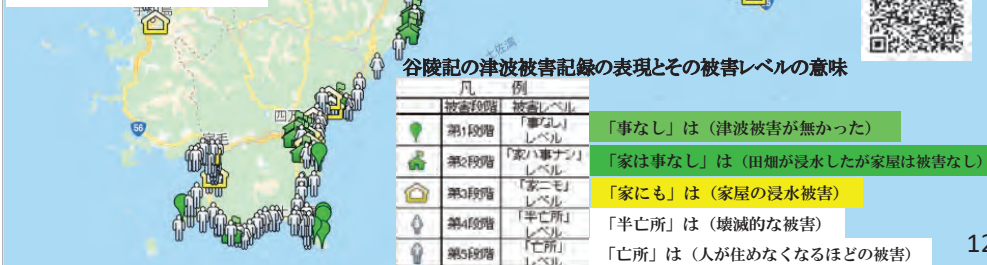 谷陵記の津波被害記録の表現とその被害レベルの意味
凡 例
被害段階 被害レベル
第1段階 「事なし」レベル
第2段階 「家ハ事ナシ」レベル
第3段階 「家ニモ」レベル
第4段階 「半亡所」レベル
第5段階 「亡所」レベル
「事なし」は（津波被害が無かった）
「家は事なし」は（田畑が浸水したが家屋は被害なし）
「家にも」は（家屋の浸水被害）
「半亡所」は（壊滅的な被害）
「亡所」は（人が住めなくなるほどの被害）
土佐湾
四万
宿毛
56
12